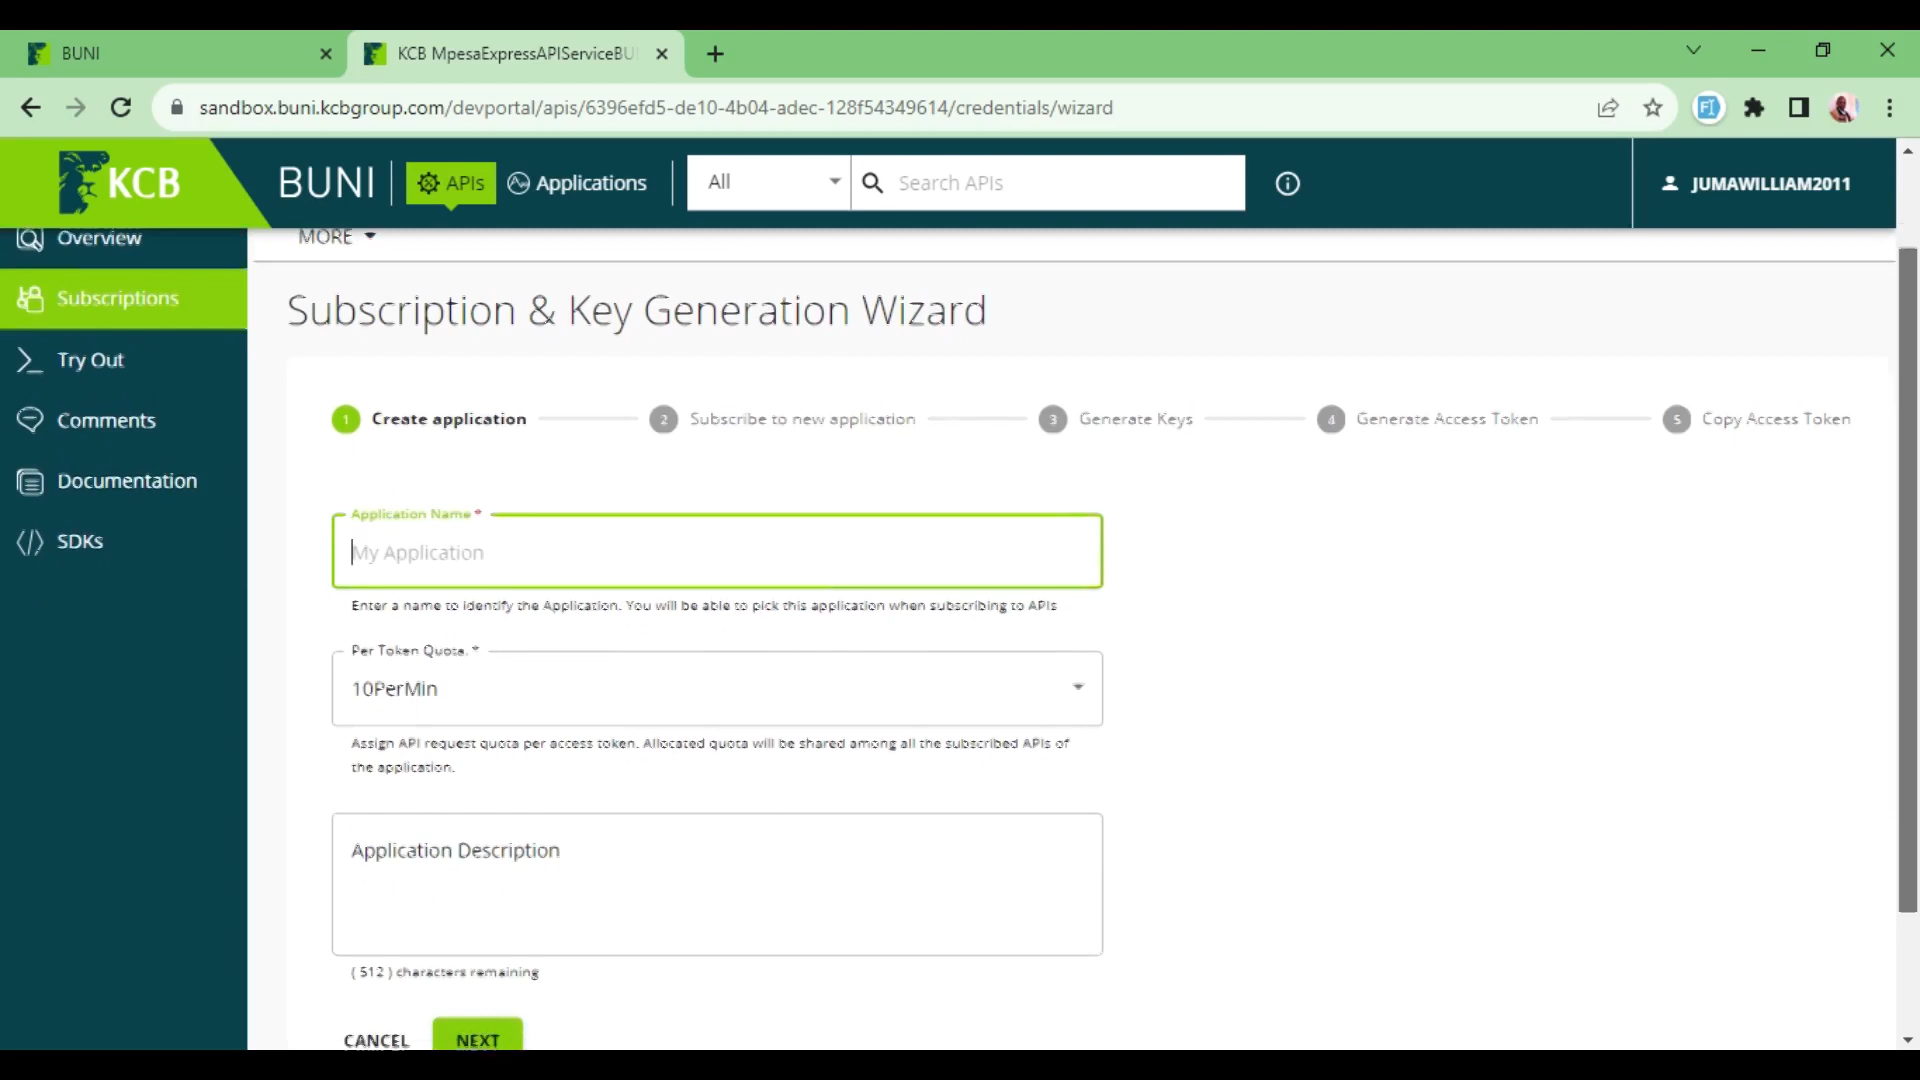 BUNI
KCB MpesaExpressAPIServiceBU
sandbox.buni.kcbgroup.com/devportal/apis/6396efd5-de10-4b04-adec-128f54349614/credentials/wizard
KCB
BUNI
APIs
Applications
All
Search APIs
JUMAWILLIAM2011
Overview
MORE
Subscriptions
Try Out
Comments
Documentation
SDKs
Subscription & Key Generation Wizard
1 Create application
2 Subscribe to new application
3 Generate Keys
4 Generate Access Token
5 Copy Access Token
Application Name *
My Application
Enter a name to identify the Application. You will be able to pick this application when subscribing to APIs
Per Token Quota. *
10PerMin
Assign API request quota per access token. Allocated quota will be shared among all the subscribed APIs of
the application.
Application Description
( 512 ) characters remaining
CANCEL
NEXT